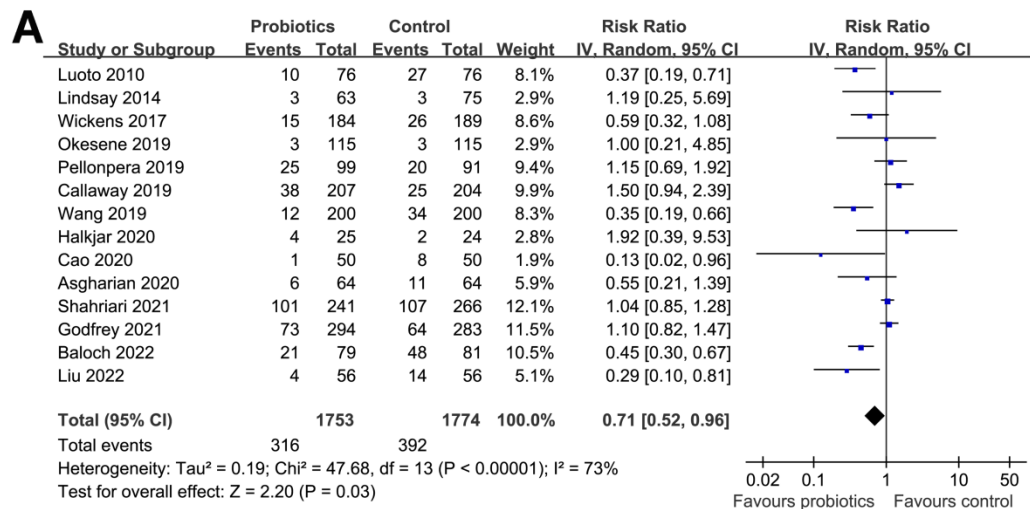 A
Probiotics Control Risk Ratio Risk Ratio
Study or Subgroup Events Total Events Total Weight IV, Random, 95% CI IV, Random, 95% CI
Luoto 2010 10 76 27 76 8.1% 0.37 [0.19, 0.71]
Lindsay 2014 3 63 3 75 2.9% 1.19 [0.25, 5.69]
Wickens 2017 15 184 26 189 8.6% 0.59 [0.32, 1.08]
Okesene 2019 3 115 3 115 2.9% 1.00 [0.21, 4.85]
Pellonpera 2019 25 99 20 91 9.2% 1.15 [0.69, 1.92]
Callaway 2019 38 207 25 204 9.4% 1.50 [0.94, 2.39]
Wang 2019 12 200 34 200 8.3% 0.35 [0.19, 0.66]
Halkjar 2020 4 25 2 24 2.8% 1.92 [0.39, 9.53]
Cao 2020 1 50 8 50 1.9% 0.13 [0.02, 0.96]
Asgharian 2020 6 64 11 64 5.8% 0.55 [0.21, 1.39]
Shahriari 2021 101 241 107 266 12.1% 1.04 [0.85, 1.28]
Godfrey 2021 73 294 64 283 11.5% 1.10 [0.82, 1.47]
Baloch 2022 21 79 48 81 10.5% 0.45 [0.30, 0.67]
Liu 2022 4 56 14 56 5.1% 0.29 [0.10, 0.81]
Total (95% CI) 1753 1774 100.0% 0.71 [0.52, 0.96]
Total events 316 392
Heterogeneity: Tau² = 0.19; Chi² = 47.68, df = 13 (P < 0.00001); I² = 73%
Test for overall effect: Z = 2.20 (P = 0.03)
0.02 0.1 1 10 50
Favours probiotics Favours control